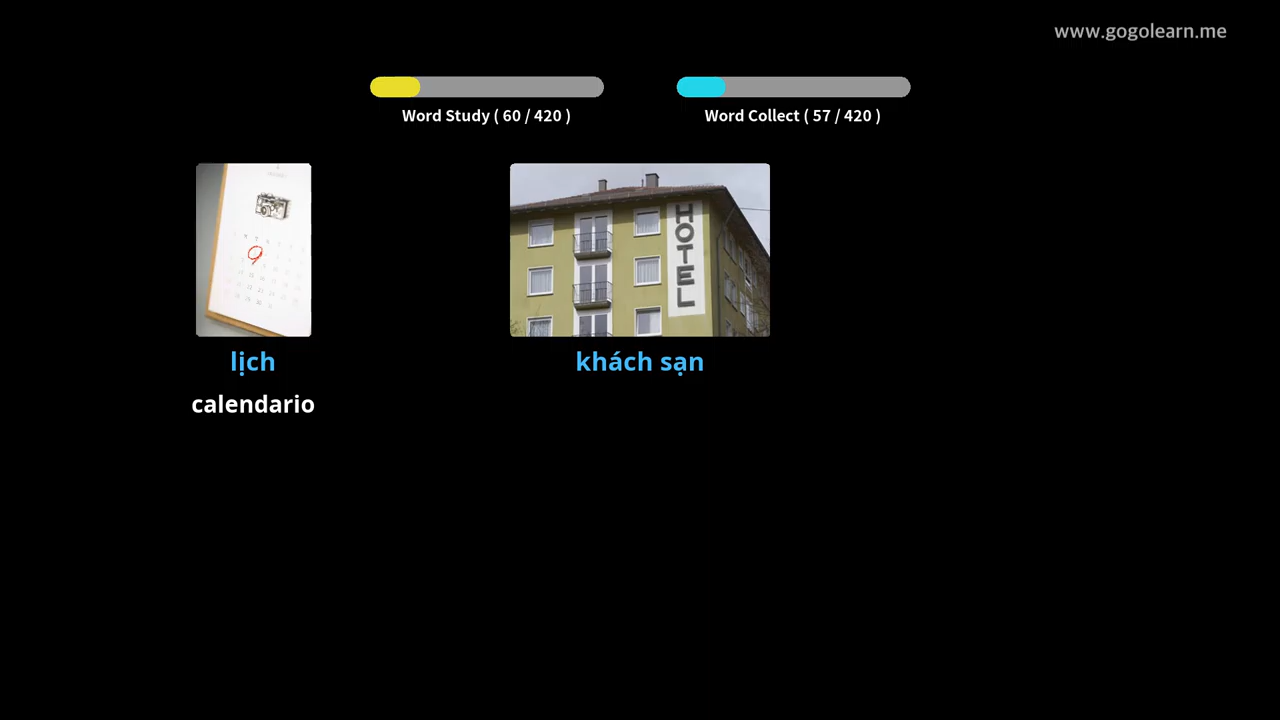 www.gogolearn.me
Word Study ( 60 / 420 )
Word Collect ( 57 / 420 )
HOTEL
lịch
khách sạn
calendario